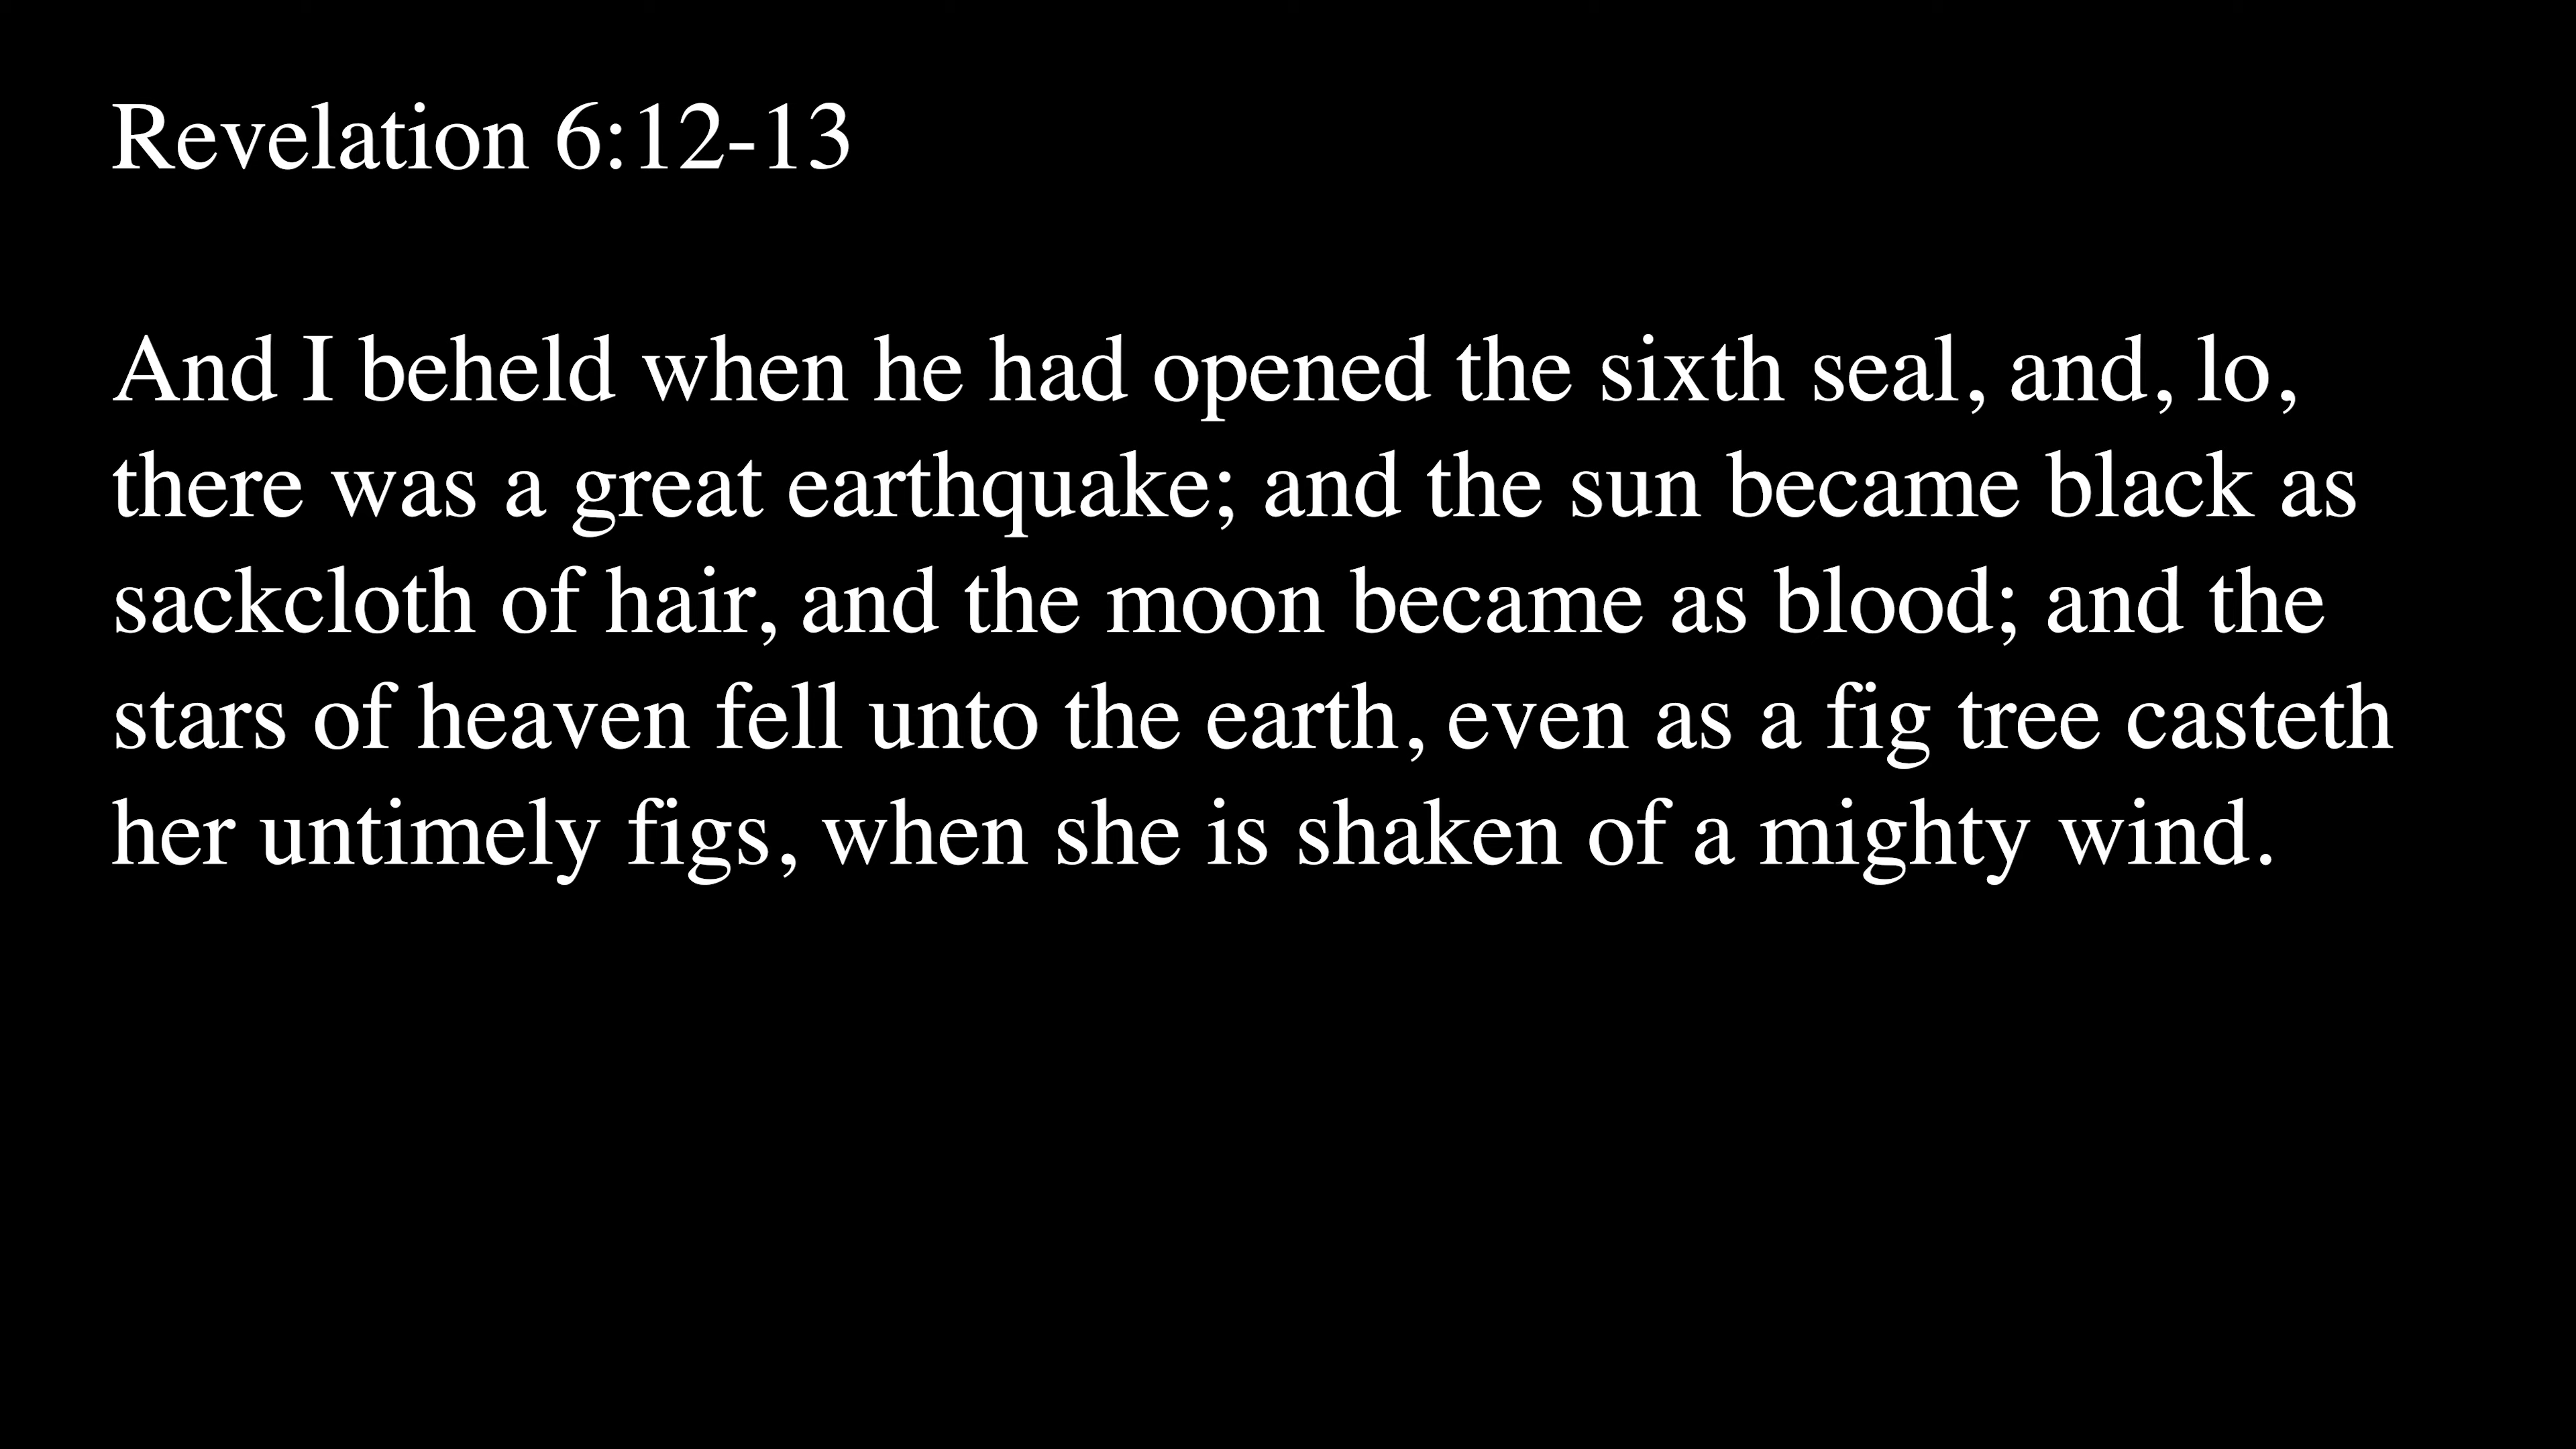 Revelation 6:12-13
And I beheld when he had opened the sixth seal, and, lo,
there was a great earthquake; and the sun became black as
sackcloth of hair, and the moon became as blood; and the
stars of heaven fell unto the earth, even as a fig tree casteth
her untimely figs, when she is shaken of a mighty wind.